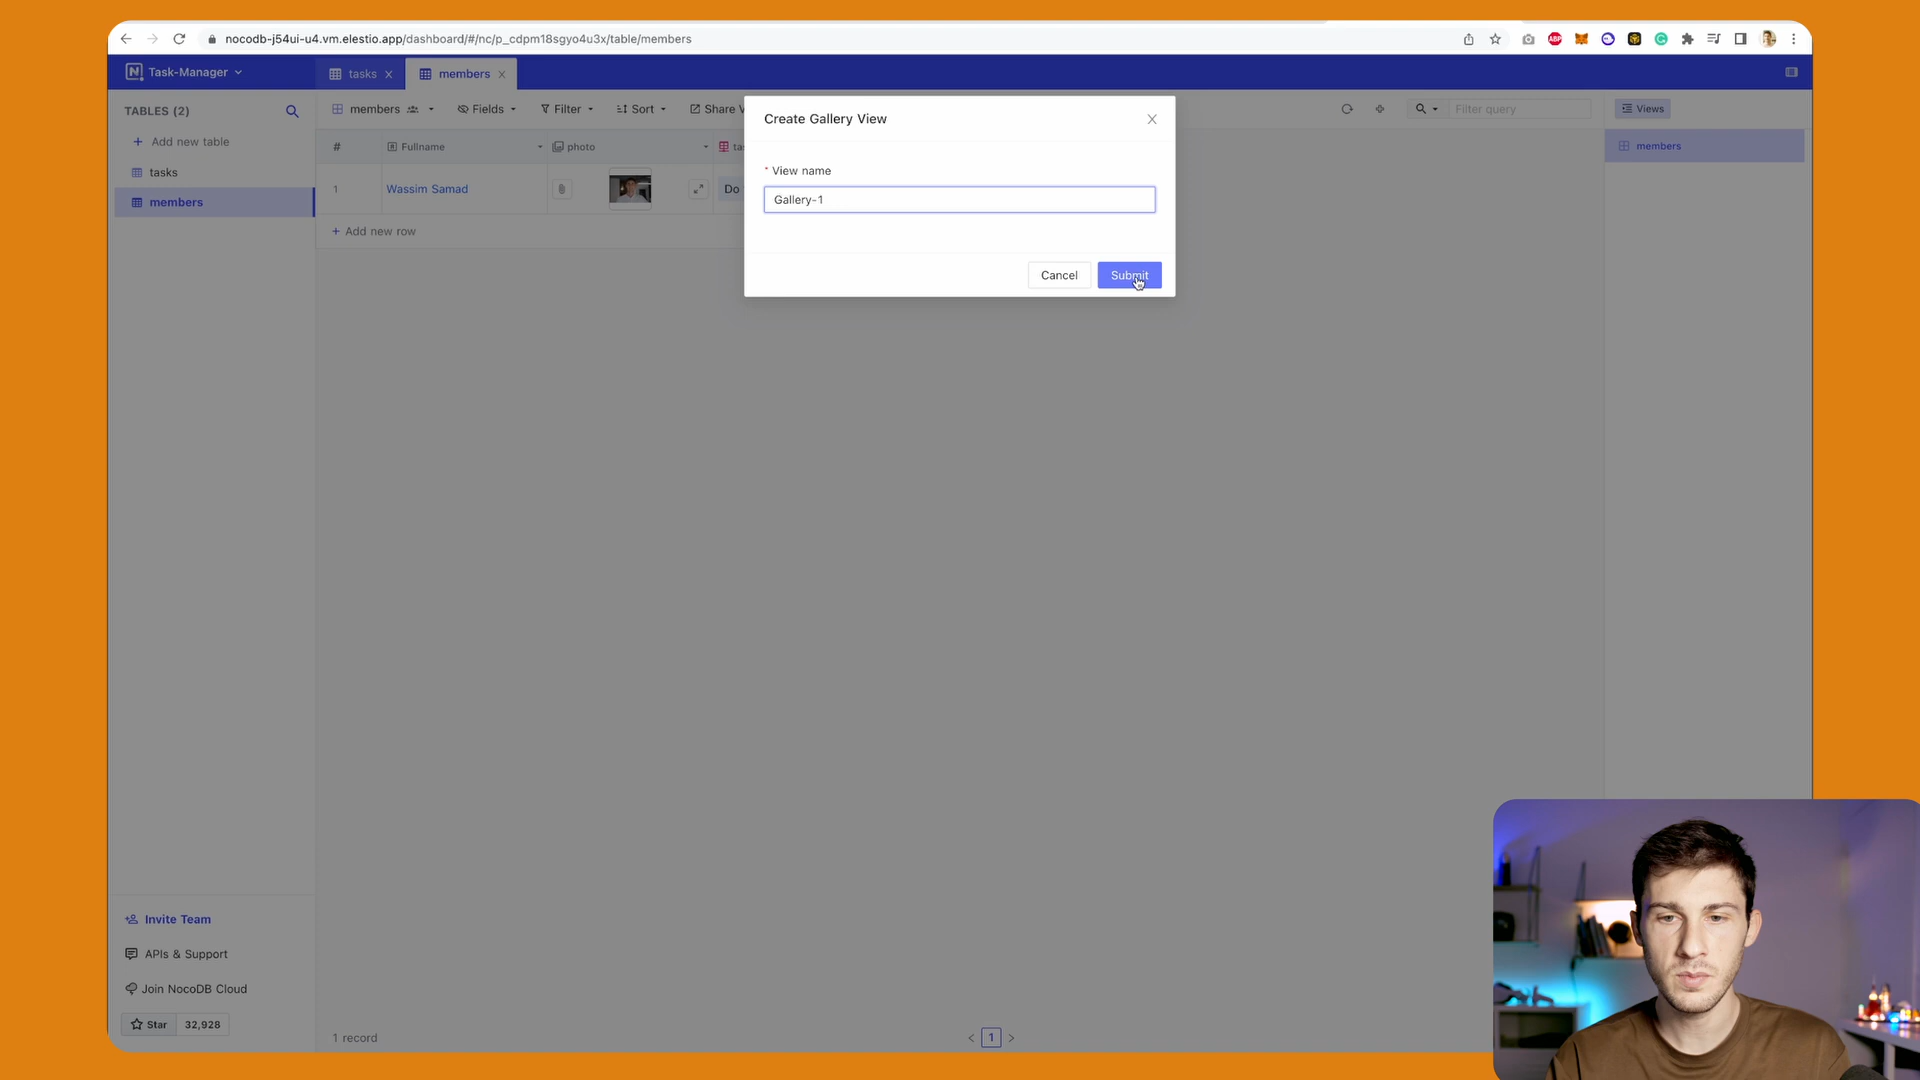 nocodb-j54ui-u4.vm.elestio.app/dashboard/#/nc/p_cdpm18sgyo4u3x/table/members
ABP
Task-Manager
tasks
members
TABLES (2)
Add new table
tasks
members
members
Fields
Filter
Sort
Share V
Filter query
Views
members
#
Fullname
photo
ta
1
Wassim Samad
Do
+ Add new row
Create Gallery View
* View name
Gallery-1
Cancel
Submit
Invite Team
APIs & Support
Join NocoDB Cloud
Star
32,928
1 record
< 1 >